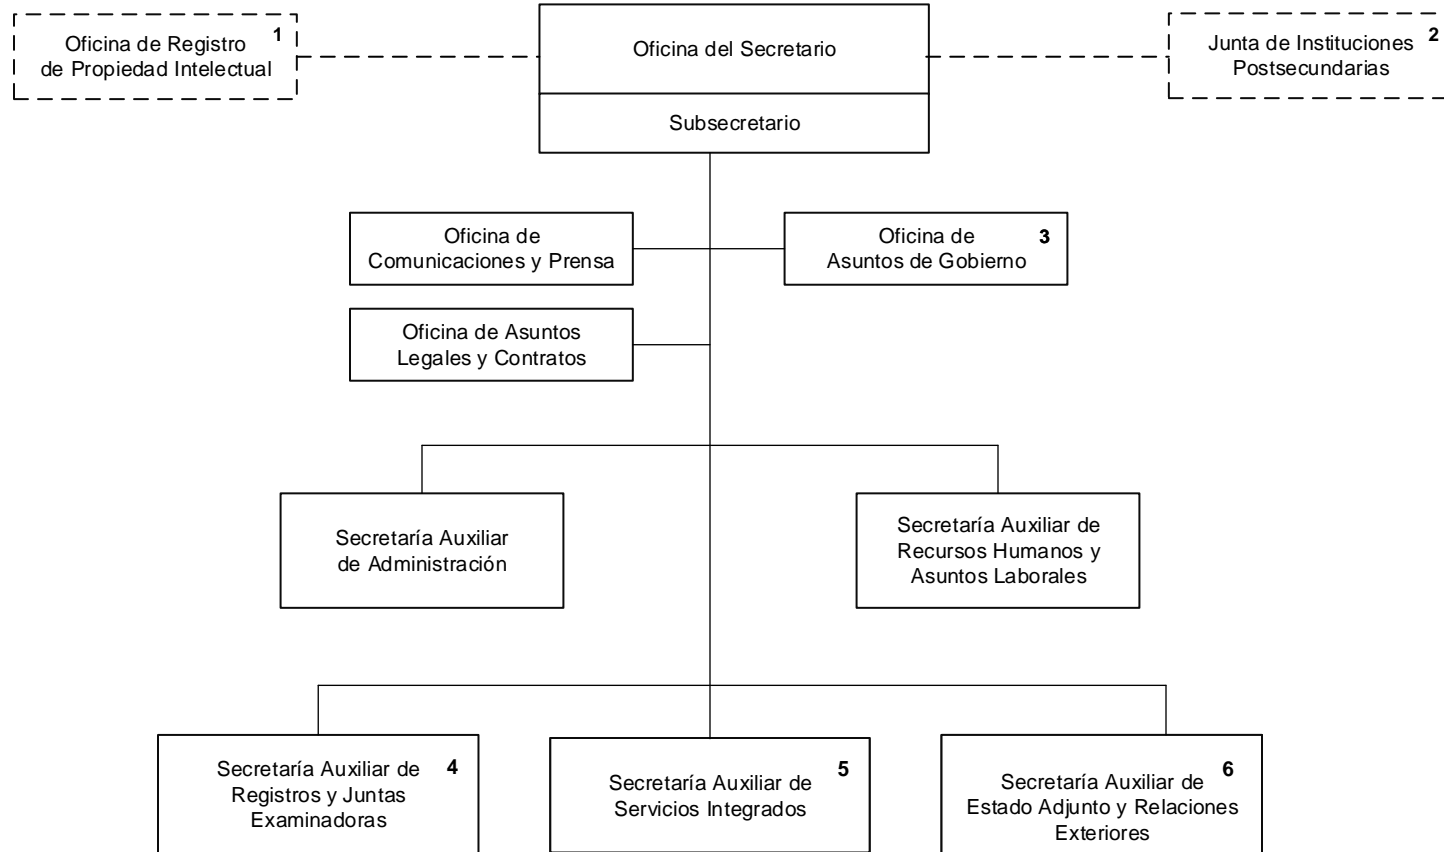 Oficina de Registro 1
de Propiedad Intelectual
Oficina del Secretario
Junta de Instituciones 2
Postsecundarias
Subsecretario
Oficina de
Comunicaciones y Prensa
Oficina de 3
Asuntos de Gobierno
Oficina de Asuntos
Legales y Contratos
Secretaría Auxiliar
de Administración
Secretaría Auxiliar de
Recursos Humanos y
Asuntos Laborales
Secretaría Auxiliar de 4
Registros y Juntas
Examinadoras
Secretaría Auxiliar de 5
Servicios Integrados
Secretaría Auxiliar de 6
Estado Adjunto y Relaciones
Exteriores